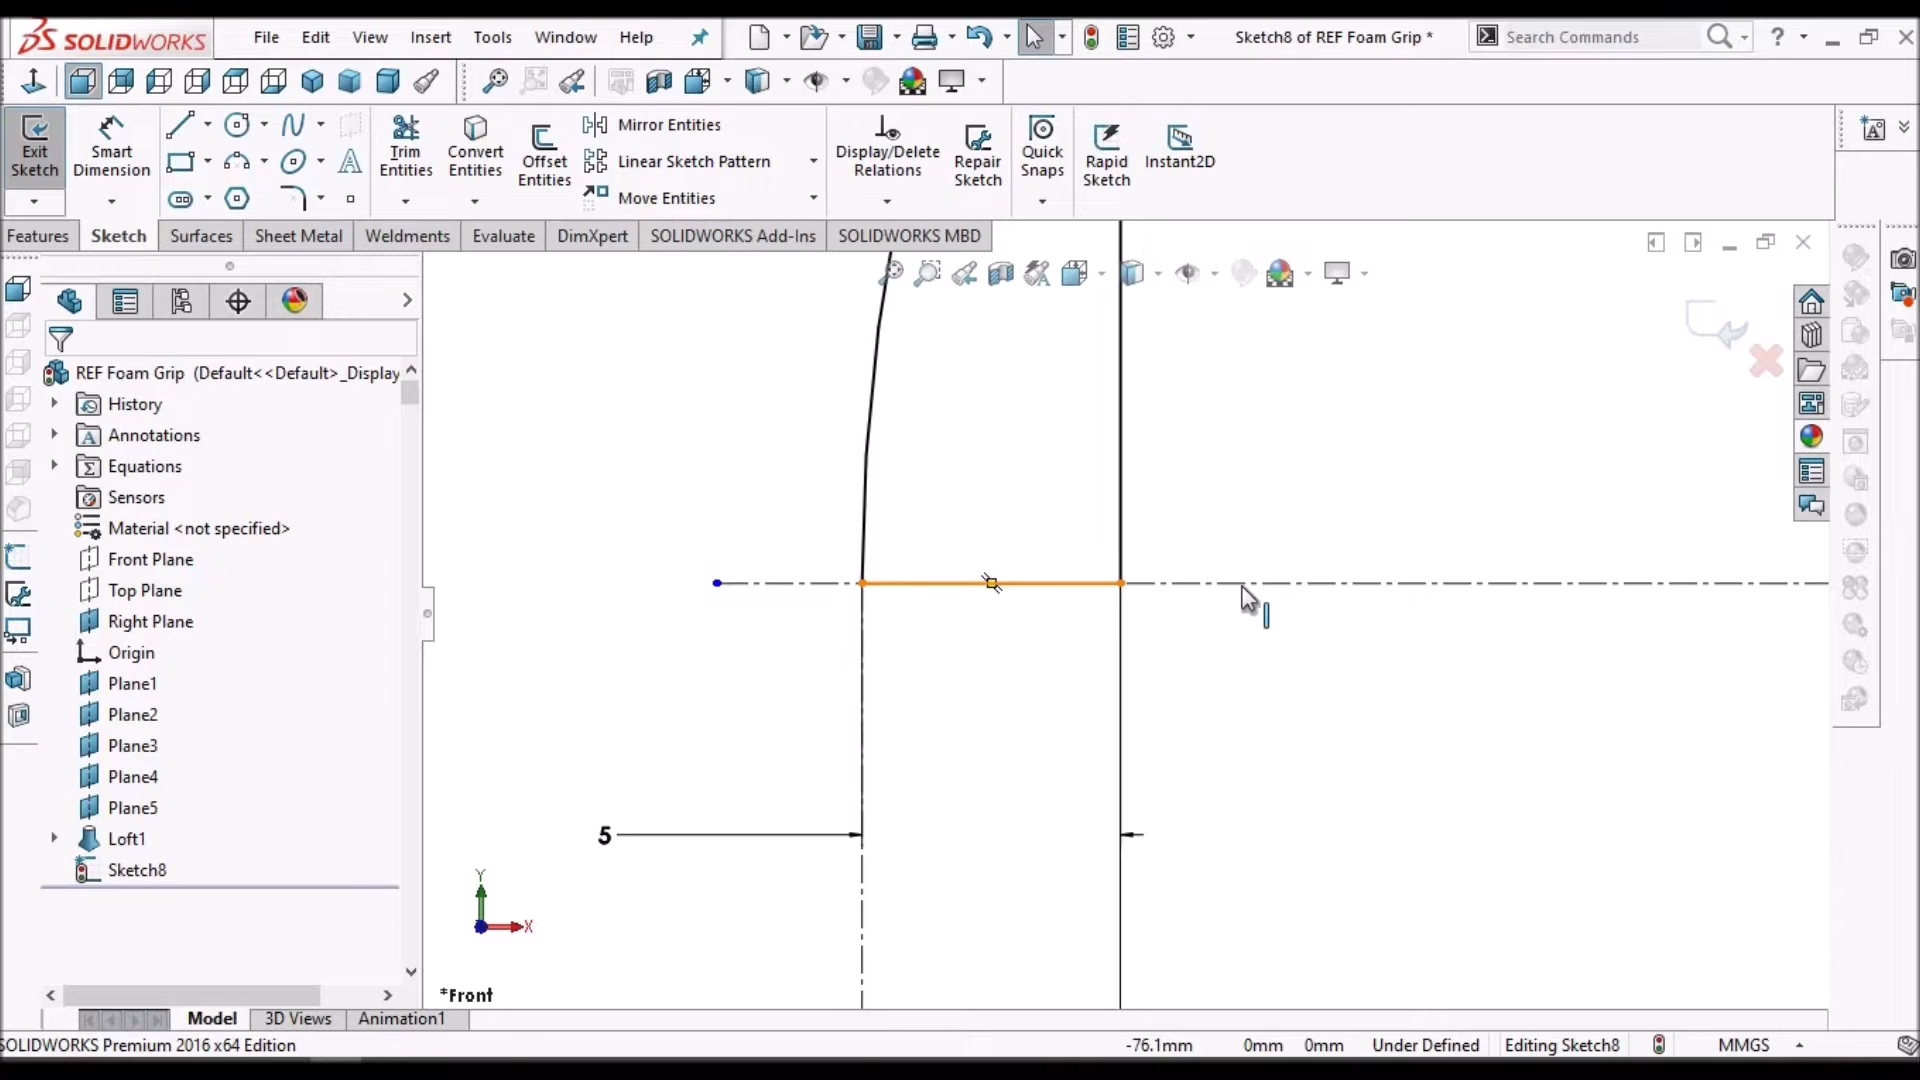 SOLIDWORKS File Edit View Insert Tools Window Help Sketch8 of REF Foam Grip * Search Commands ?
Exit Sketch
Smart Dimension
Trim Entities
Convert Entities
Offset Entities
Mirror Entities
Linear Sketch Pattern
Move Entities
Display/Delete Relations
Repair Sketch
Quick Snaps
Rapid Sketch
Instant2D
Features Sketch Surfaces Sheet Metal Weldments Evaluate DimXpert SOLIDWORKS Add-Ins SOLIDWORKS MBD
REF Foam Grip (Default<<Default>_Display
History
Annotations
Equations
Sensors
Material <not specified>
Front Plane
Top Plane
Right Plane
Origin
Plane1
Plane2
Plane3
Plane4
Plane5
Loft1
Sketch8
5
Y
X
*Front
Model 3D Views Animation1
SOLIDWORKS Premium 2016 x64 Edition -76.1mm 0mm 0mm Under Defined Editing Sketch8 MMGS